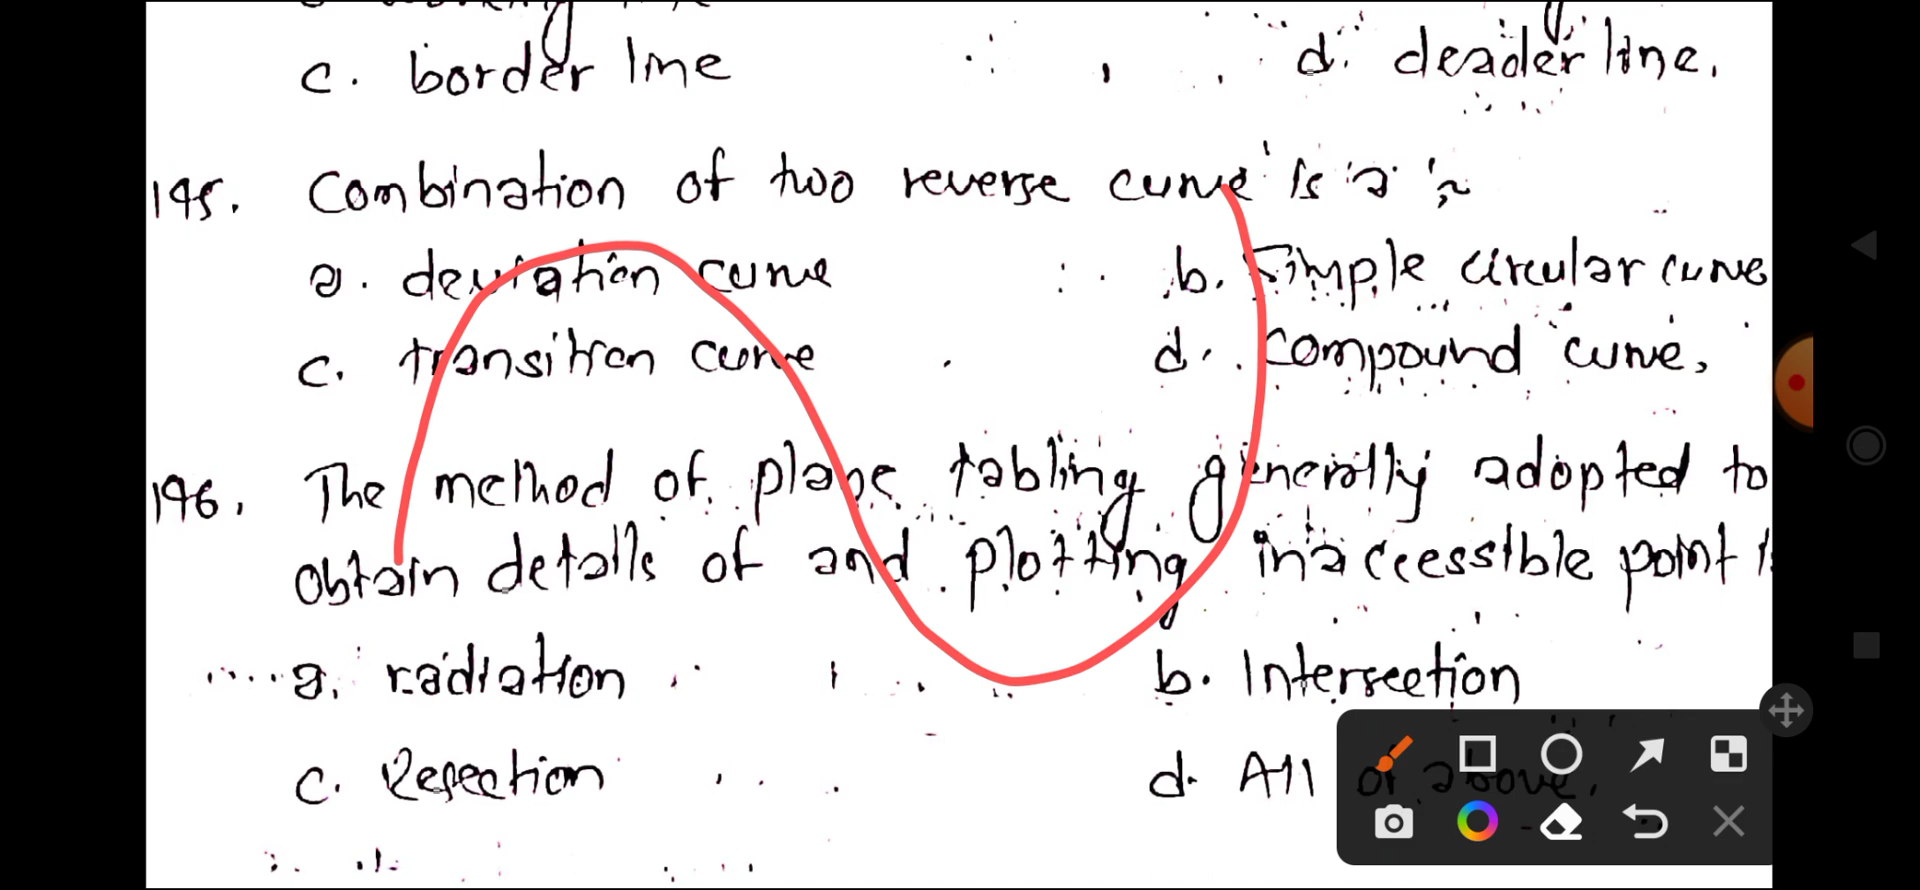 c. border line d. deader line.
195. Combination of two reverse curve is a :
a. deviation curve b. Simple circular curve
c. transition curve d. Compound curve,
196. The method of plane tabling generally adopted to
obtain details of and plotting inaccessible point
a. radiation b. Intersection
c. Resection d. All of above.